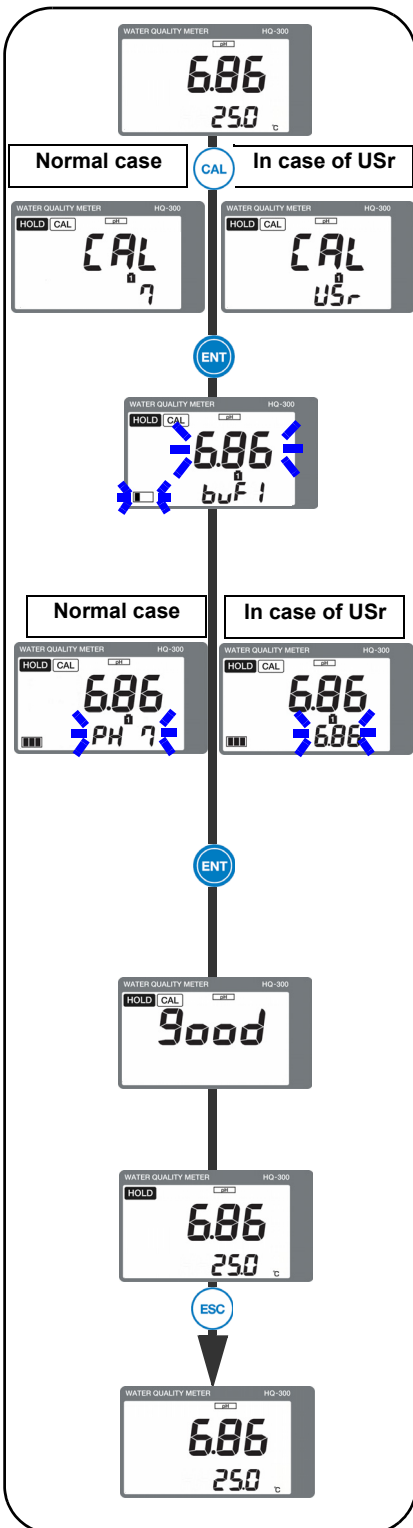 WATER QUALITY METER HQ-300
pH
6.86
25.0 °C
Normal case
CAL
In case of USr
WATER QUALITY METER HQ-300
HOLD CAL pH
CAL
1
7
WATER QUALITY METER HQ-300
HOLD CAL pH
CAL
1
USr
ENT
WATER QUALITY METER HQ-300
HOLD CAL pH
6.86
1
buF 1
Normal case
In case of USr
WATER QUALITY METER HQ-300
HOLD CAL pH
6.86
1
PH 7
WATER QUALITY METER HQ-300
HOLD CAL pH
6.86
1
6.86
ENT
WATER QUALITY METER HQ-300
HOLD CAL pH
good
WATER QUALITY METER HQ-300
HOLD pH
6.86
25.0 °C
ESC
WATER QUALITY METER HQ-300
pH
6.86
25.0 °C